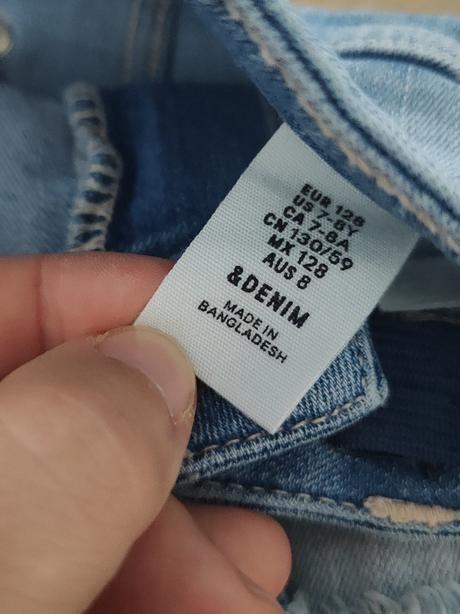 EUR 128
US 7-8Y
CA 7-8A
CN 130/59
MX 128
AUS 8
&DENIM
MADE IN
BANGLADESH